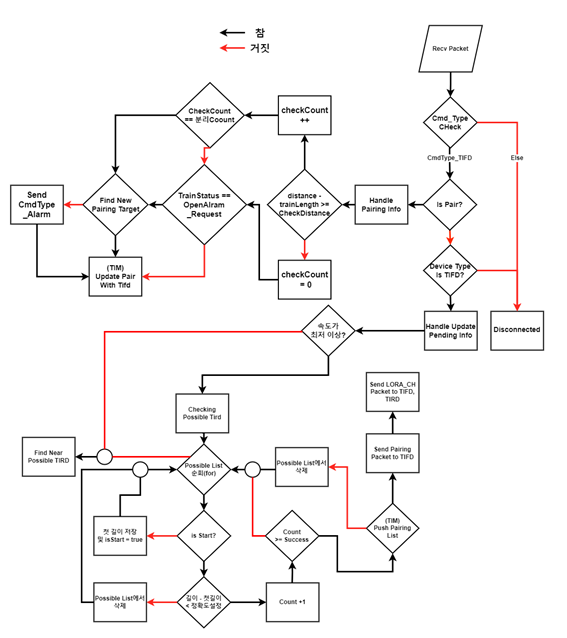 참
거짓
Recv Packet
Cmd_Type
CHeck
CmdType_TIFD
Else
CheckCount
== 분리Coount
checkCount
++
Send
CmdType
_Alarm
Find New
Pairing Target
TrainStatus ==
OpenAlram
_Request
distance -
trainLength >=
CheckDistance
Handle
Pairing Info
Is Pair?
(TIM)
Update Pair
With Tifd
checkCount
= 0
Device Type
is TIFD?
Handle Update
Pending Info
Disconnected
속도가
최저 이상?
Checking
Possible Tird
Send LORA_CH
Packet to TIFD,
TIRD
Find Near
Possible TIRD
Possible List
순회(for)
Possible List에서
삭제
Send Pairing
Packet to TIFD
첫 길이 저장
및 isStart = true
is Start?
Count
>= Success
(TIM)
Push Pairing
List
Possible List에서
삭제
길이 - 첫길이
< 정확도설정
Count +1